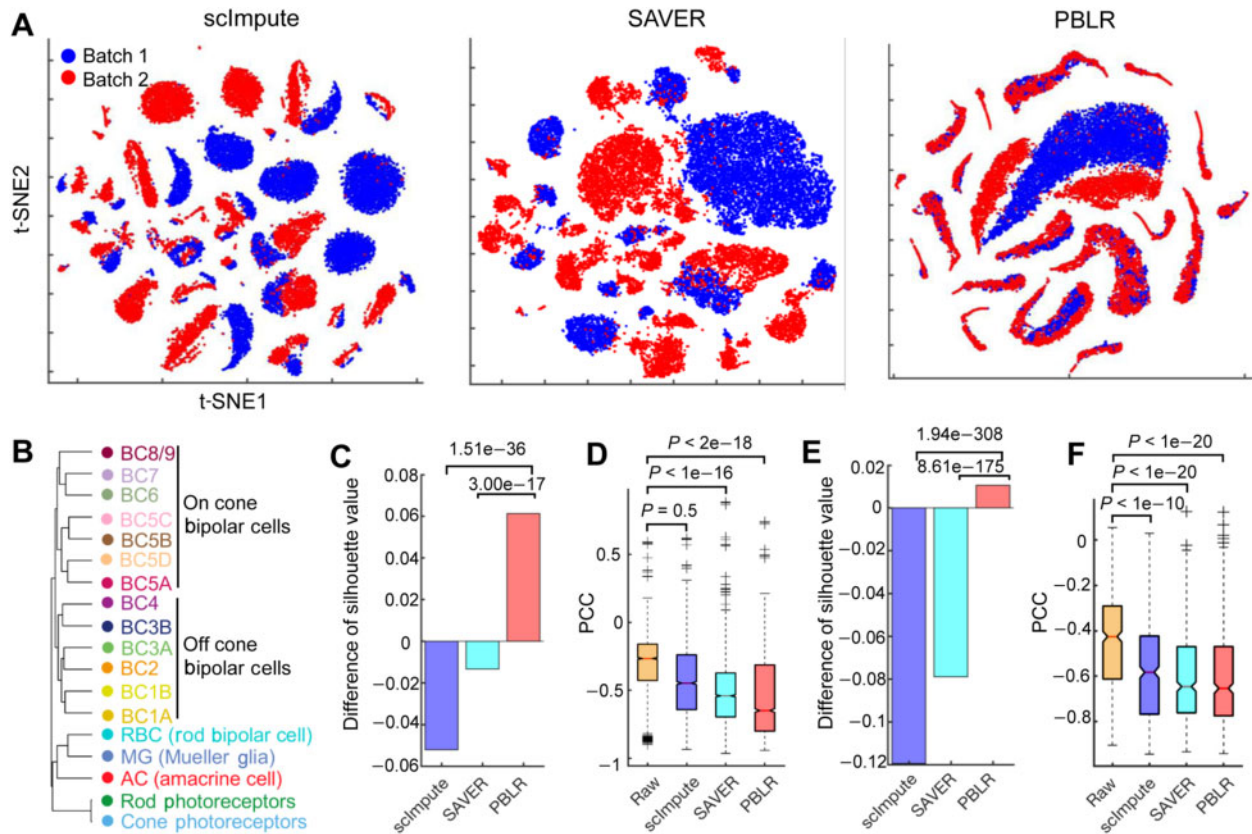 A
scImpute
SAVER
PBLR
Batch 1
Batch 2
t-SNE2
t-SNE1
B
BC8/9
BC7
BC6
BC5C
BC5B
BC5D
BC5A
On cone
bipolar cells
BC4
BC3B
BC3A
BC2
BC1B
BC1A
Off cone
bipolar cells
RBC (rod bipolar cell)
MG (Mueller glia)
AC (amacrine cell)
Rod photoreceptors
Cone photoreceptors
C
1.51e−36
3.00e−17
Difference of silhouette value
0.08
0.06
0.04
0.02
0
−0.02
−0.04
−0.06
scImpute
SAVER
PBLR
D
P < 2e−18
P < 1e−16
P = 0.5
PCC
0.5
0
−0.5
−1
Raw
scImpute
SAVER
PBLR
E
1.94e−308
8.61e−175
Difference of silhouette value
0.02
0
−0.02
−0.04
−0.06
−0.08
−0.1
−0.12
scImpute
SAVER
PBLR
F
P < 1e−20
P < 1e−20
P < 1e−10
PCC
0
−0.2
−0.4
−0.6
−0.8
Raw
scImpute
SAVER
PBLR